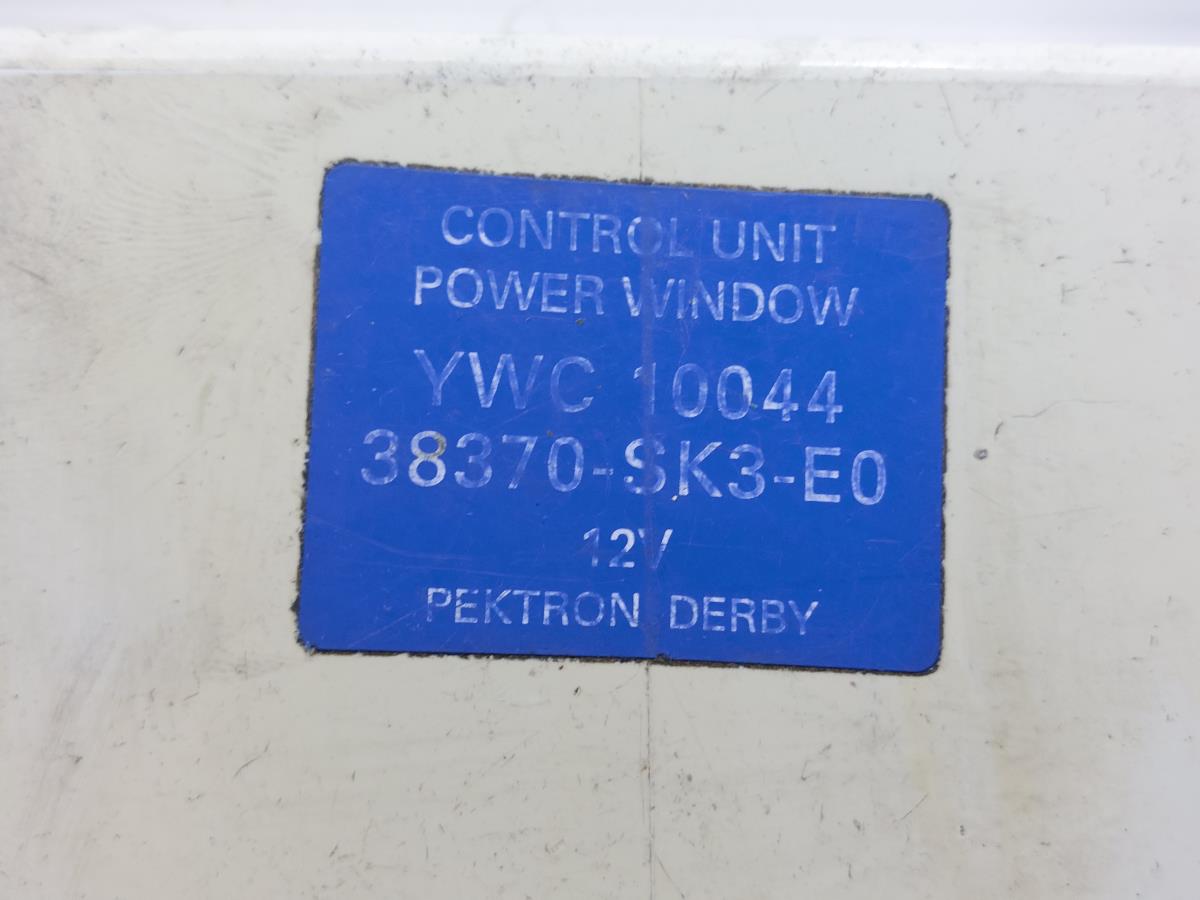 CONTROL UNIT
POWER WINDOW
YWC 10044
38370-SK3-E0
12V
PEKTRON DERBY